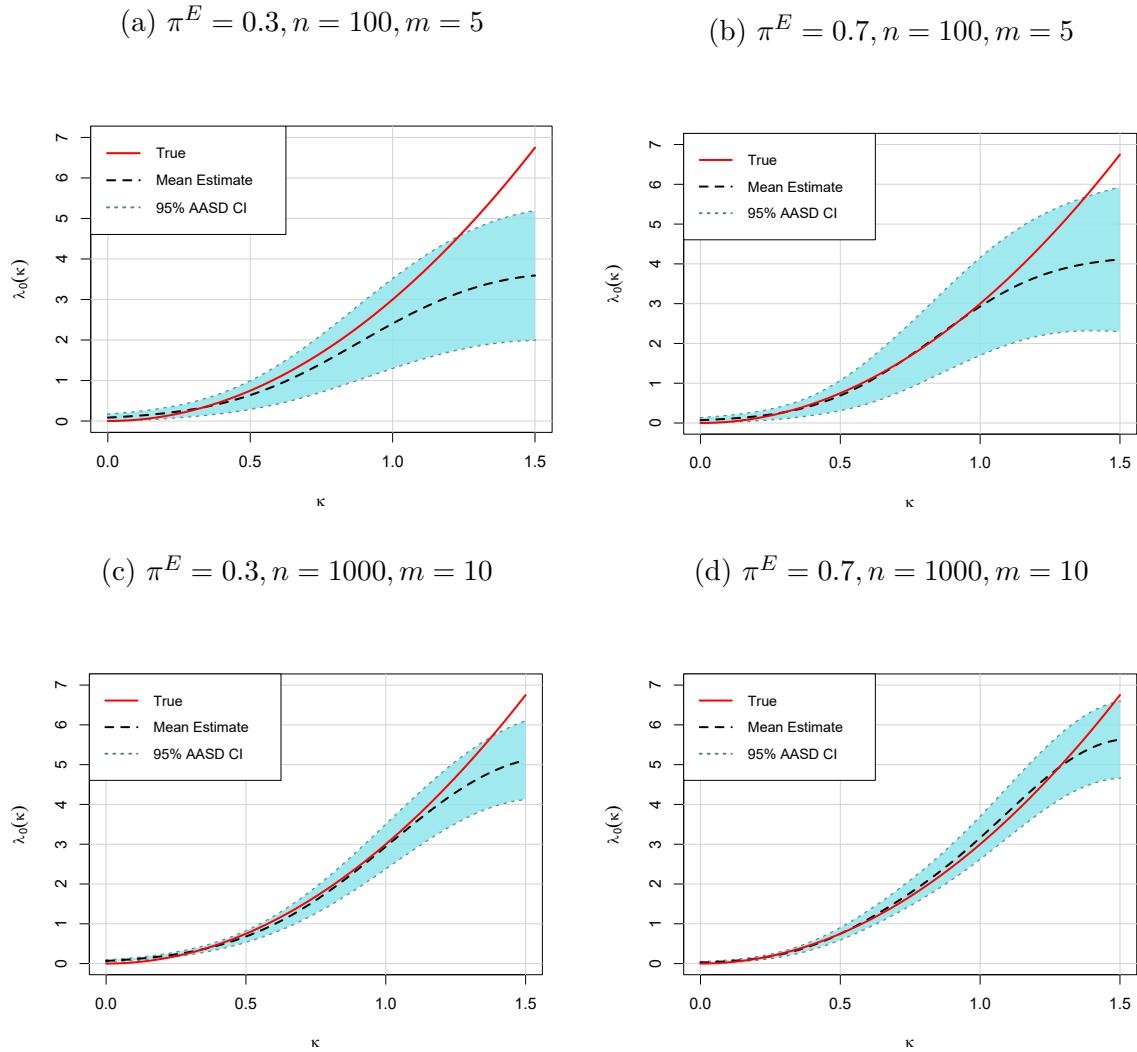 (a) π^E = 0.3, n = 100, m = 5
7
6
5
4
3
2
1
0
λ₀(κ)
True
Mean Estimate
95% AASD CI
0.0 0.5 1.0 1.5
κ
(b) π^E = 0.7, n = 100, m = 5
7
6
5
4
3
2
1
0
λ₀(κ)
True
Mean Estimate
95% AASD CI
0.0 0.5 1.0 1.5
κ
(c) π^E = 0.3, n = 1000, m = 10
7
6
5
4
3
2
1
0
λ₀(κ)
True
Mean Estimate
95% AASD CI
0.0 0.5 1.0 1.5
κ
(d) π^E = 0.7, n = 1000, m = 10
7
6
5
4
3
2
1
0
λ₀(κ)
True
Mean Estimate
95% AASD CI
0.0 0.5 1.0 1.5
κ